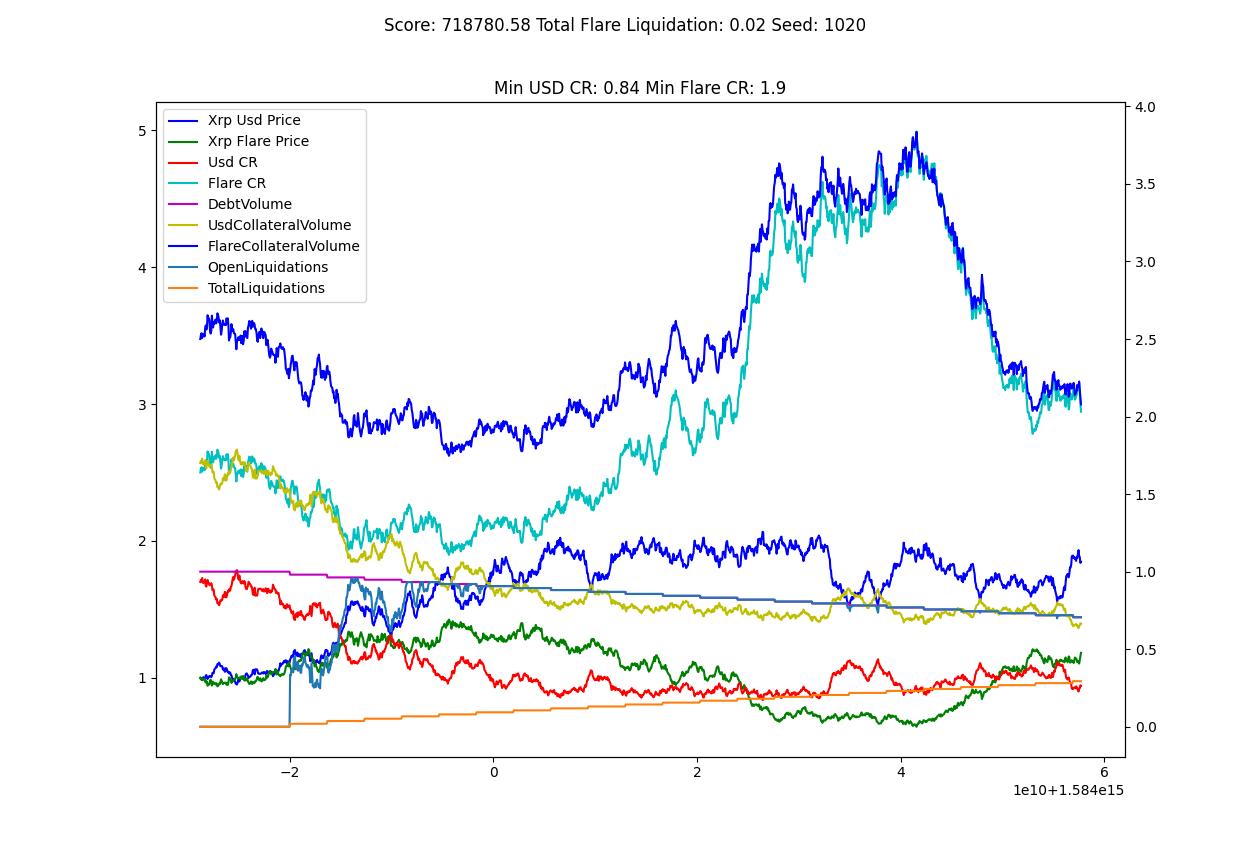 Score: 718780.58 Total Flare Liquidation: 0.02 Seed: 1020
Min USD CR: 0.84 Min Flare CR: 1.9
Xrp Usd Price
Xrp Flare Price
Usd CR
Flare CR
DebtVolume
UsdCollateralVolume
FlareCollateralVolume
OpenLiquidations
TotalLiquidations
5
4
3
2
1
4.0
3.5
3.0
2.5
2.0
1.5
1.0
0.5
0.0
−2 0 2 4 6
1e10+1.584e15